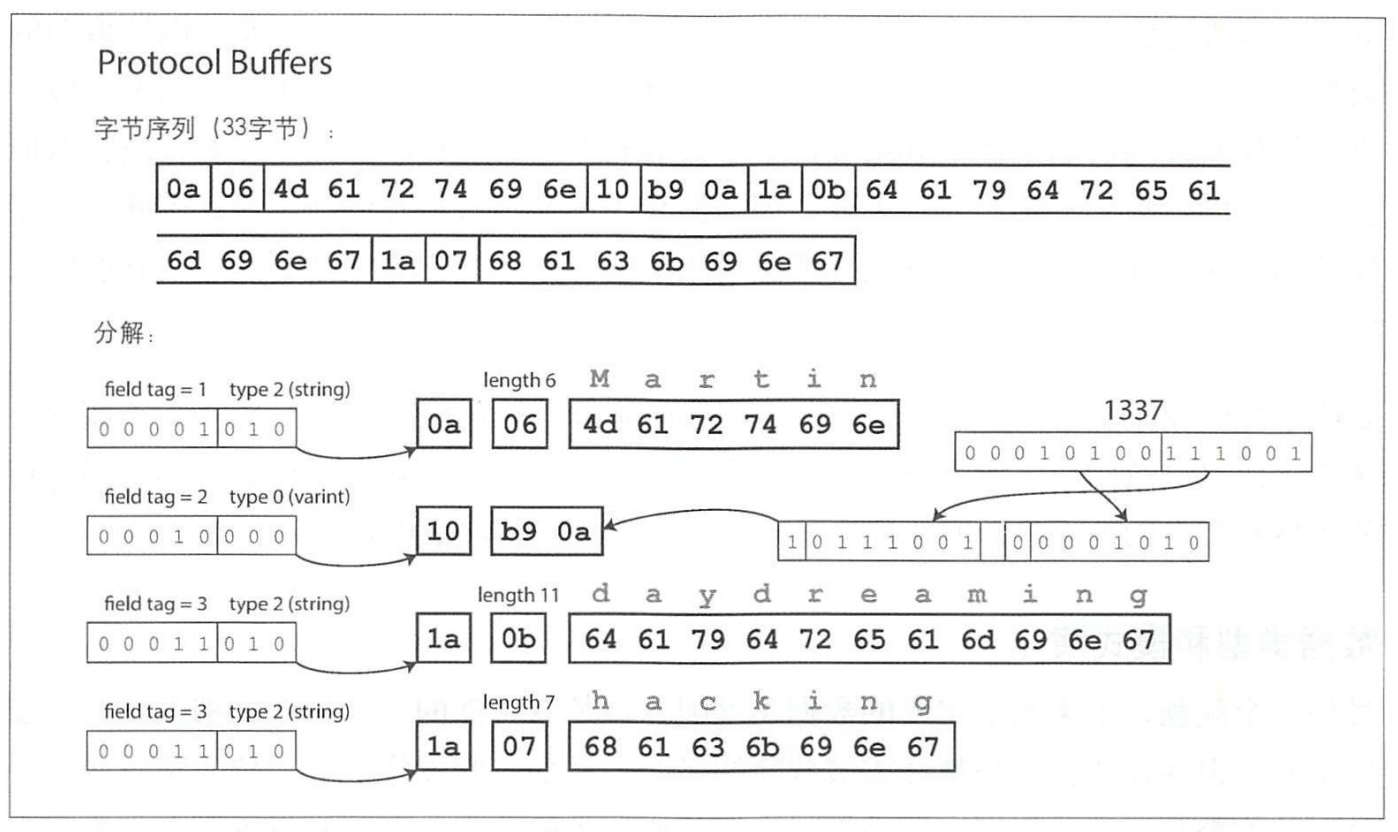 Protocol Buffers
字节序列（33字节）：
0a 06 4d 61 72 74 69 6e 10 b9 0a 1a 0b 64 61 79 64 72 65 61
6d 69 6e 67 1a 07 68 61 63 6b 69 6e 67
分解：
field tag = 1 type 2 (string) length 6 M a r t i n
0 0 0 0 1 0 1 0 0a 06 4d 61 72 74 69 6e
1337
0 0 0 1 0 1 0 0 1 1 1 0 0 1
field tag = 2 type 0 (varint)
0 0 0 1 0 0 0 0 10 b9 0a 1 0 1 1 1 0 0 1 0 0 0 0 1 0 1 0
field tag = 3 type 2 (string) length 11 d a y d r e a m i n g
0 0 0 1 1 0 1 0 1a 0b 64 61 79 64 72 65 61 6d 69 6e 67
field tag = 3 type 2 (string) length 7 h a c k i n g
0 0 0 1 1 0 1 0 1a 07 68 61 63 6b 69 6e 67